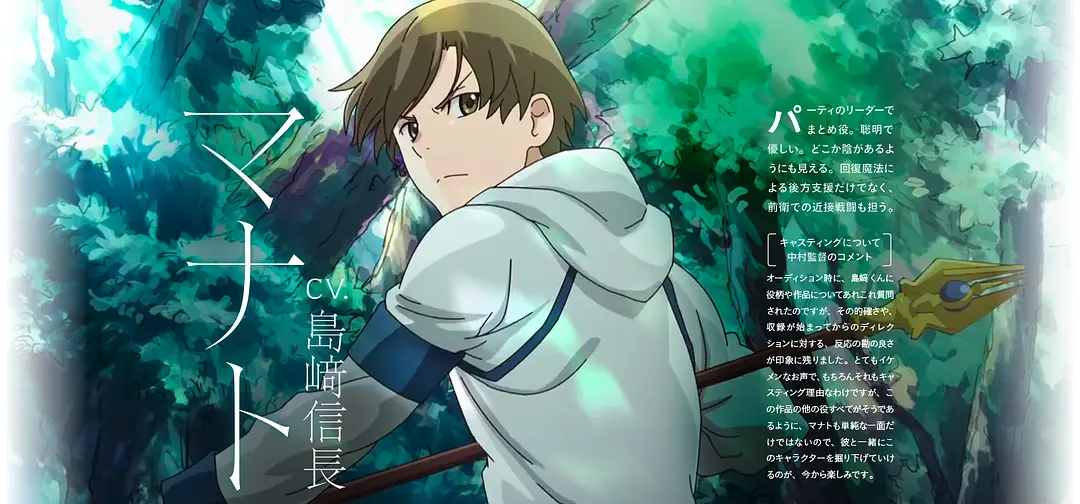 マナト
CV.島﨑信長
パーティのリーダーで
まとめ役。聡明で
優しい。どこか陰があるよ
うにも見える。回復魔法に
よる後方支援だけでなく、
前衛での近接戦闘も担う。
キャスティングについて
中村監督のコメント
オーディション時に、島﨑くんに
役柄や作品についてあれこれ質問
されたのですが、その的確さや、
収録が始まってからのディレク
ションに対する、反応の勘の良さ
が印象に残りました。とてもイケ
メンなお声で、もちろんそれもキャ
スティング理由なわけですが、こ
の作品の他の役すべてがそうであ
るように、マナトも単純な一面だ
けではないので、彼と一緒にこ
のキャラクターを掘り下げていけ
るのが、今から楽しみです。